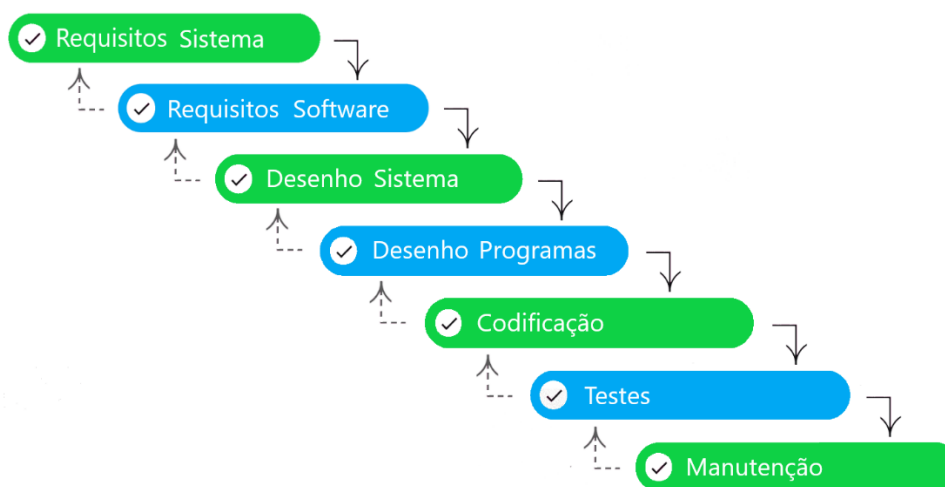 Requisitos Sistema
Requisitos Software
Desenho Sistema
Desenho Programas
Codificação
Testes
Manutenção